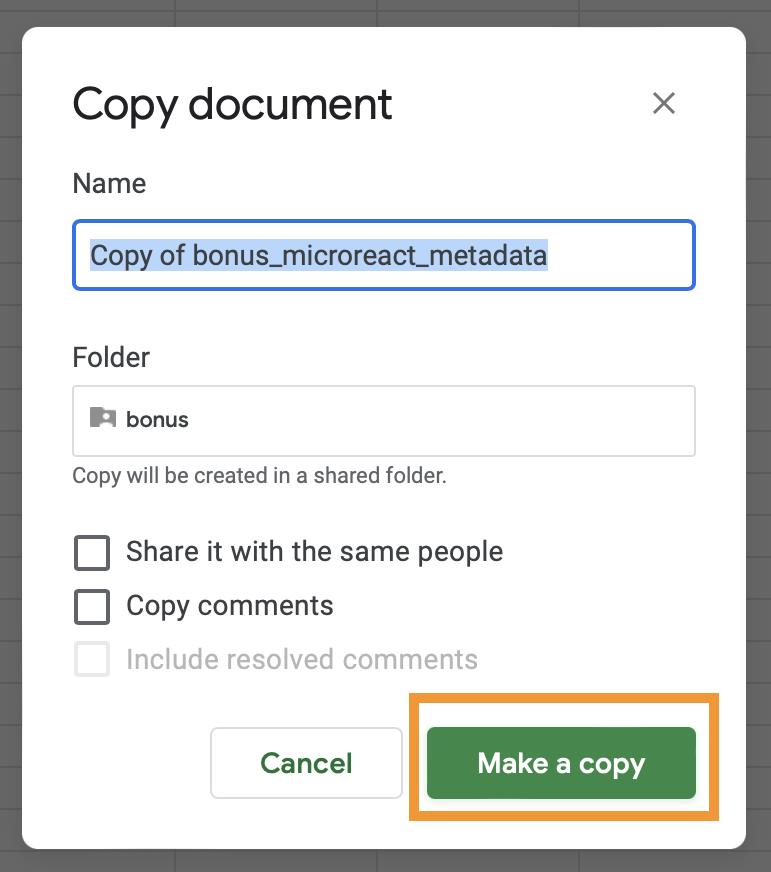 Copy document
Name
Copy of bonus_microreact_metadata
Folder
bonus
Copy will be created in a shared folder.
Share it with the same people
Copy comments
Include resolved comments
Cancel
Make a copy